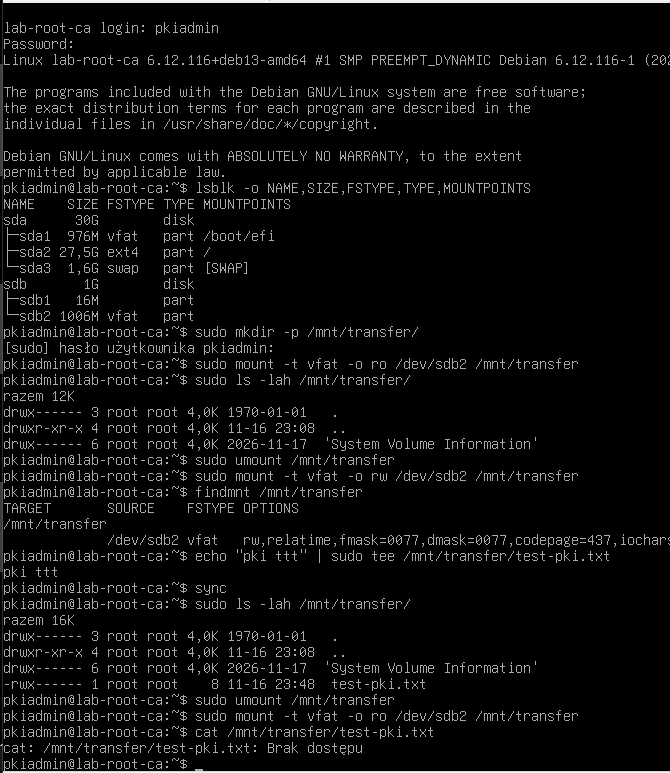 lab-root-ca login: pkiadmin
Password:
Linux lab-root-ca 6.12.116+deb13-amd64 #1 SMP PREEMPT_DYNAMIC Debian 6.12.116-1 (202
The programs included with the Debian GNU/Linux system are free software;
the exact distribution terms for each program are described in the
individual files in /usr/share/doc/*/copyright.
Debian GNU/Linux comes with ABSOLUTELY NO WARRANTY, to the extent
permitted by applicable law.
pkiadmin@lab-root-ca:~$ lsblk -o NAME,SIZE,FSTYPE,TYPE,MOUNTPOINTS
NAME    SIZE FSTYPE TYPE MOUNTPOINTS
sda      30G        disk
├─sda1  976M vfat   part /boot/efi
├─sda2 27,5G ext4   part /
└─sda3  1,6G swap   part [SWAP]
sdb       1G        disk
├─sdb1   16M        part
└─sdb2 1006M vfat   part
pkiadmin@lab-root-ca:~$ sudo mkdir -p /mnt/transfer/
[sudo] hasło użytkownika pkiadmin:
pkiadmin@lab-root-ca:~$ sudo mount -t vfat -o ro /dev/sdb2 /mnt/transfer
pkiadmin@lab-root-ca:~$ sudo ls -lah /mnt/transfer/
razem 12K
drwx------ 3 root root 4,0K 1970-01-01  .
drwxr-xr-x 4 root root 4,0K 11-16 23:08  ..
drwx------ 6 root root 4,0K 2026-11-17 'System Volume Information'
pkiadmin@lab-root-ca:~$ sudo umount /mnt/transfer
pkiadmin@lab-root-ca:~$ sudo mount -t vfat -o rw /dev/sdb2 /mnt/transfer
pkiadmin@lab-root-ca:~$ findmnt /mnt/transfer
TARGET        SOURCE    FSTYPE OPTIONS
/mnt/transfer
              /dev/sdb2 vfat   rw,relatime,fmask=0077,dmask=0077,codepage=437,iochars
pkiadmin@lab-root-ca:~$ echo "pki ttt" | sudo tee /mnt/transfer/test-pki.txt
pki ttt
pkiadmin@lab-root-ca:~$ sync
pkiadmin@lab-root-ca:~$ sudo ls -lah /mnt/transfer/
razem 16K
drwx------ 3 root root 4,0K 1970-01-01  .
drwxr-xr-x 4 root root 4,0K 11-16 23:08  ..
drwx------ 6 root root 4,0K 2026-11-17 'System Volume Information'
-rwx------ 1 root root    8 11-16 23:48  test-pki.txt
pkiadmin@lab-root-ca:~$ sudo umount /mnt/transfer
pkiadmin@lab-root-ca:~$ sudo mount -t vfat -o ro /dev/sdb2 /mnt/transfer
pkiadmin@lab-root-ca:~$ cat /mnt/transfer/test-pki.txt
cat: /mnt/transfer/test-pki.txt: Brak dostępu
pkiadmin@lab-root-ca:~$ _